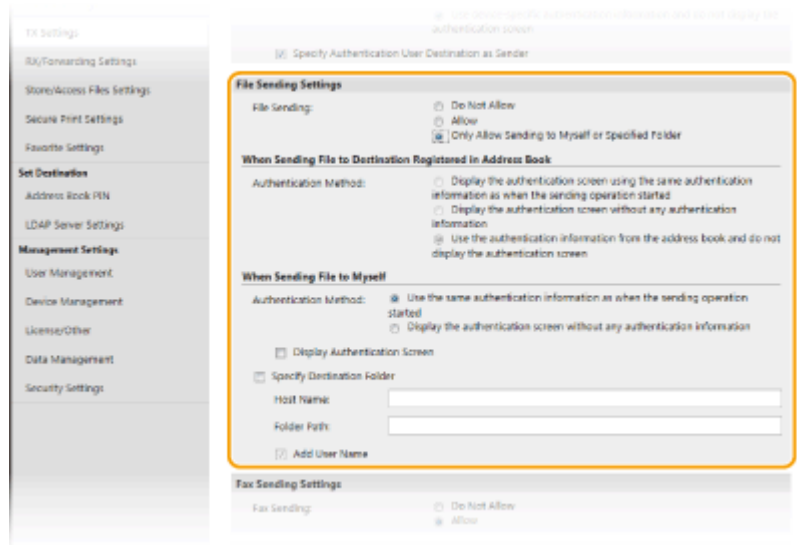 TX Settings
RX/Forwarding Settings
Store/Access Files Settings
Secure Print Settings
Favorite Settings
Set Destination
Address Book PIN
LDAP Server Settings
Management Settings
User Management
Device Management
License/Other
Data Management
Security Settings
authentication screen
Specify Authentication User Destination as Sender
File Sending Settings
File Sending:
Do Not Allow
Allow
Only Allow Sending to Myself or Specified Folder
When Sending File to Destination Registered in Address Book
Authentication Method:
Display the authentication screen using the same authentication
information as when the sending operation started
Display the authentication screen without any authentication
information
Use the authentication information from the address book and do not
display the authentication screen
When Sending File to Myself
Authentication Method:
Use the same authentication information as when the sending operation
started
Display the authentication screen without any authentication information
Display Authentication Screen
Specify Destination Folder
Host Name:
Folder Path:
Add User Name
Fax Sending Settings
Fax Sending:
Do Not Allow
Allow